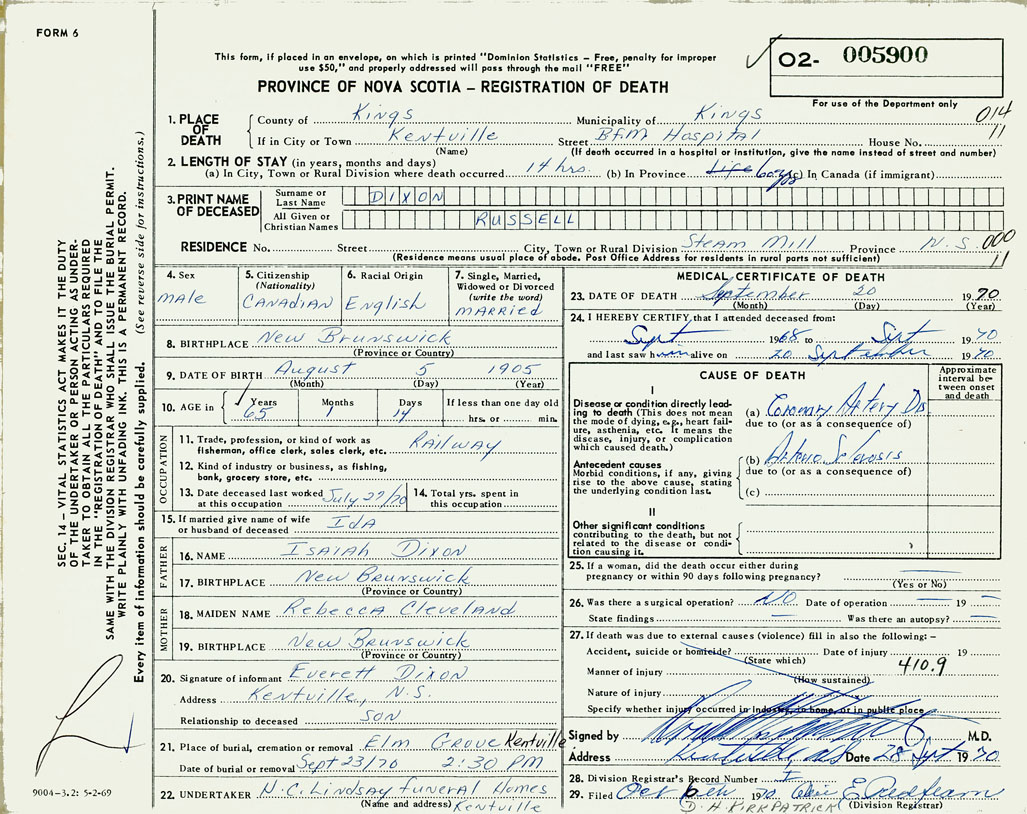 FORM 6
This form, if placed in an envelope, on which is printed "Dominion Statistics – Free, penalty for improper
use $50," and properly addressed will pass through the mail "FREE"
O2- 005900
For use of the Department only
PROVINCE OF NOVA SCOTIA – REGISTRATION OF DEATH
014
11
1. PLACE OF DEATH
County of Kings Municipality of Kings
If in City or Town Kentville Street BFM Hospital House No.
(Name) (If death occurred in a hospital or institution, give the name instead of street and number)
2. LENGTH OF STAY (in years, months and days)
(a) In City, Town or Rural Division where death occurred 14 hrs. (b) In Province Life 65 yrs (c) In Canada (if immigrant)
3. PRINT NAME OF DECEASED
Surname or Last Name DIXON
All Given or Christian Names RUSSELL
RESIDENCE No. Street City, Town or Rural Division Steam Mill Province N.S. 000
(Residence means usual place of abode. Post Office Address for residents in rural parts not sufficient) 11
4. Sex
male
5. Citizenship
(Nationality)
CANADIAN
6. Racial Origin
English
7. Single, Married,
Widowed or Divorced
(write the word)
MARRIED
8. BIRTHPLACE New Brunswick
(Province or Country)
9. DATE OF BIRTH August 5 1905
(Month) (Day) (Year)
10. AGE in Years 65 Months 1 Days 14 If less than one day old
hrs. or min.
OCCUPATION
11. Trade, profession, or kind of work as
fisherman, office clerk, sales clerk, etc. RAILWAY
12. Kind of industry or business, as fishing,
bank, grocery store, etc.
13. Date deceased last worked
at this occupation July 27/70
14. Total yrs. spent in
this occupation
15. If married give name of wife
or husband of deceased IdA
FATHER
16. NAME Isaiah Dixon
17. BIRTHPLACE New Brunswick
(Province or Country)
MOTHER
18. MAIDEN NAME Rebecca Cleveland
19. BIRTHPLACE New Brunswick
(Province or Country)
20. Signature of informant Everett Dixon
Address Kentville, N.S.
Relationship to deceased SON
21. Place of burial, cremation or removal Elm Grove Kentville
Date of burial or removal Sept 23/70 2:30 PM
22. UNDERTAKER H.C. Lindsay Funeral Homes
(Name and address) Kentville
MEDICAL CERTIFICATE OF DEATH
23. DATE OF DEATH September 20 1970
(Month) (Day) (Year)
24. I HEREBY CERTIFY, that I attended deceased from:
Sept 1968 to Sept 1970
and last saw him alive on 20 September 1970
CAUSE OF DEATH
Approximate
interval be-
tween onset
and death
I
Disease or condition directly lead-
ing to death (This does not mean
the mode of dying, e.g., heart fail-
ure, asthenia, etc. It means the
disease, injury, or complication
which caused death.)
(a) Coronary Artery Dis
due to (or as a consequence of)
Antecedent causes
Morbid conditions, if any, giving
rise to the above cause, stating
the underlying condition last.
(b) Arterio Sclerosis
due to (or as a consequence of)
(c)
II
Other significant conditions
contributing to the death, but not
related to the disease or condi-
tion causing it.
25. If a woman, did the death occur either during
pregnancy or within 90 days following pregnancy?
(Yes or No)
26. Was there a surgical operation? NO Date of operation — 19 —
State findings — Was there an autopsy? —
27. If death was due to external causes (violence) fill in also the following: –
Accident, suicide or homicide? Date of injury 19
(State which)
Manner of injury 410.9
(How sustained)
Nature of injury
Specify whether injury occurred in industry, in home, or in public place
Signed by M.D.
Address Kentville, NS Date 28 Sept 1970
28. Division Registrar's Record Number
29. Filed Oct 1970
D. H. KIRKPATRICK (Division Registrar)
SEC. 14 – VITAL STATISTICS ACT MAKES IT THE DUTY
OF THE UNDERTAKER OR PERSON ACTING AS UNDER-
TAKER TO OBTAIN ALL THE PARTICULARS REQUIRED
IN THE "REGISTRATION OF DEATH" AND TO FILE THE
SAME WITH THE DIVISION REGISTRAR WHO SHALL ISSUE THE BURIAL PERMIT.
WRITE PLAINLY WITH UNFADING INK. THIS IS A PERMANENT RECORD.
Every item of information should be carefully supplied. (See reverse side for instructions.)
9004-3.2: 5-2-69